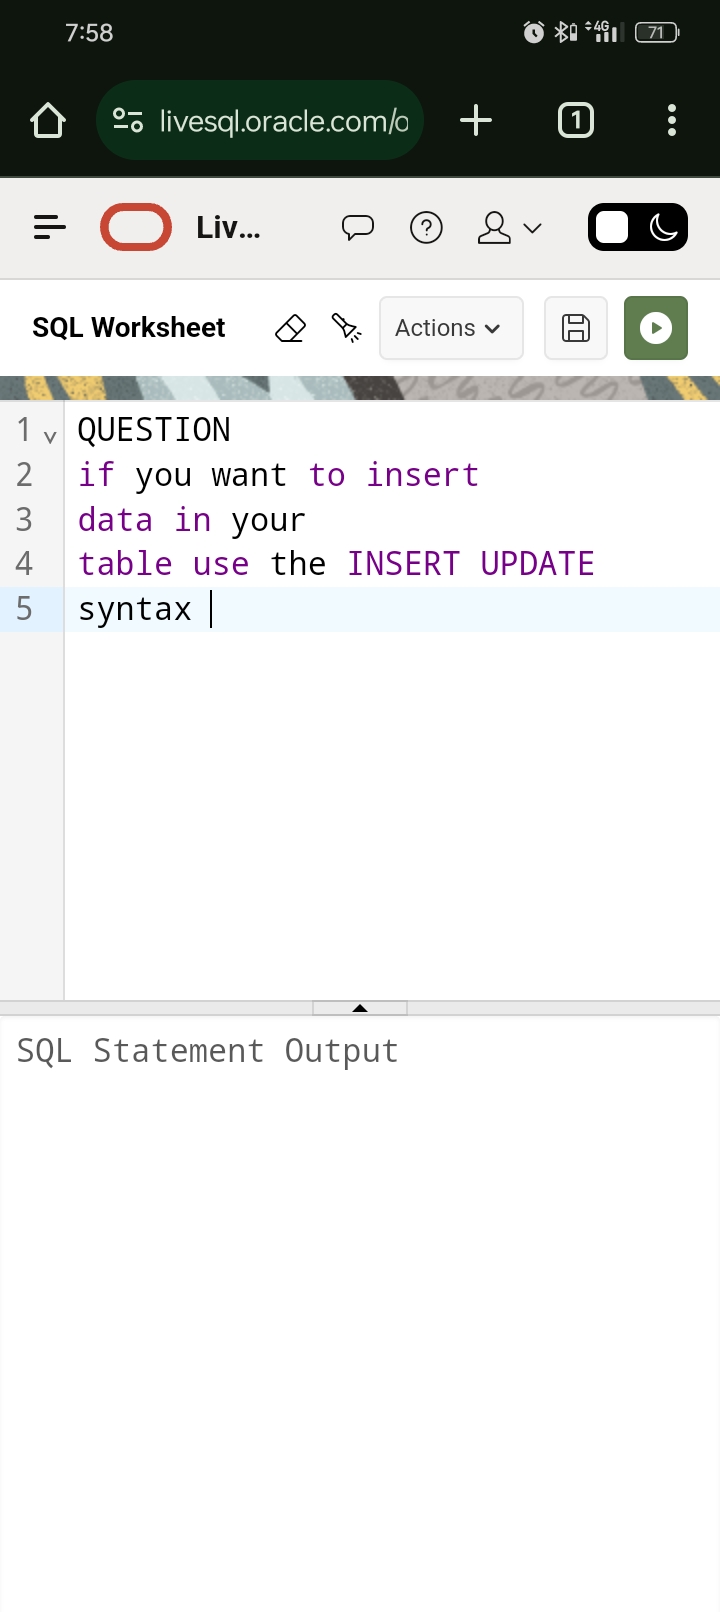 7:58
4G
71
livesql.oracle.com/o
1
Liv...
SQL Worksheet
Actions
1 QUESTION
2 if you want to insert
3 data in your
4 table use the INSERT UPDATE
5 syntax
SQL Statement Output